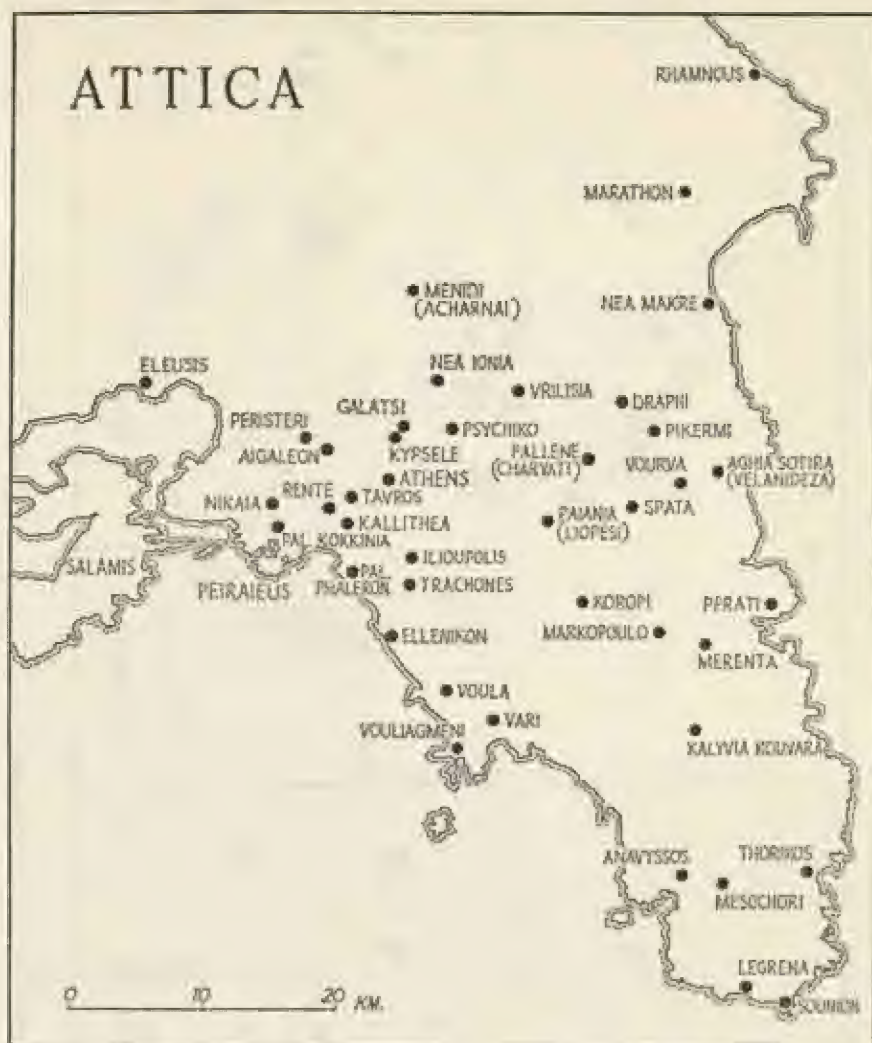 ATTICA
RHAMNOUS
MARATHON
MENIDI
(ACHARNAI)
NEA MAKRE
ELEUSIS
NEA IONIA
VRILISIA
DRAPHI
GALATSI
PERISTERI
PSYCHIKO
PIKERMI
AIGALEON
KYPSELE
PALLENE
(CHARVATI)
VOURVA
AGHIA SOTIRA
(VELANIDEZA)
ATHENS
RENTE
TAVROS
NIKAIA
SPATA
KALLITHEA
PAIANIA
(LIOPESI)
PAL. KOKKINIA
ILIOUPOLIS
SALAMIS
PAL.
PHALERON
TRACHONES
PEIRAIEUS
KOROPI
PPRATI
ELLENIKON
MARKOPOULO
MERENTA
VOULA
VARI
VOULIAGMENI
KALYVIA KOUVARA
ANAVYSSOS
THORIKOS
MESOCHORI
LEGRENA
SOUNION
0 10 20 KM.